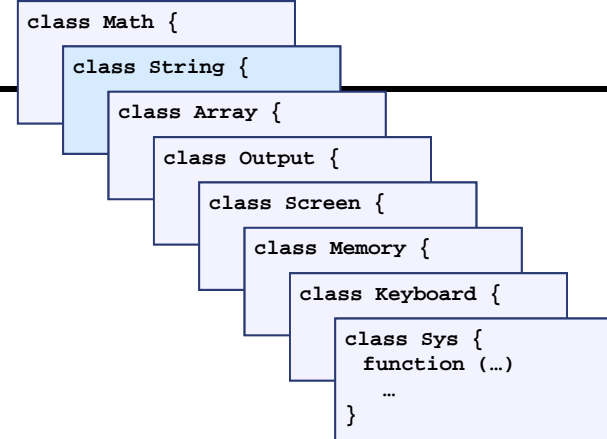 class Math {
class String {
class Array {
class Output {
class Screen {
class Memory {
class Keyboard {
class Sys {
function (…)
…
}